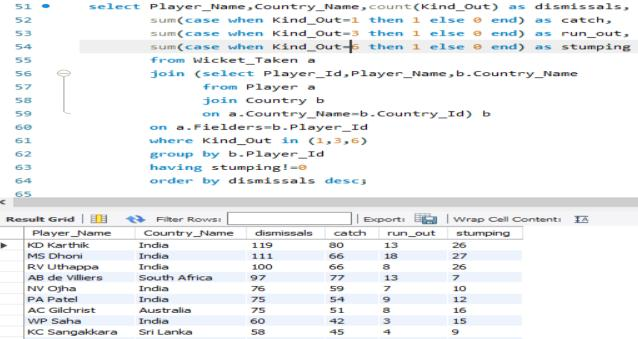 51 select Player_Name,Country_Name,count(Kind_Out) as dismissals,
52 sum(case when Kind_Out=1 then 1 else 0 end) as catch,
53 sum(case when Kind_Out=3 then 1 else 0 end) as run_out,
54 sum(case when Kind_Out=6 then 1 else 0 end) as stumping
55 from Wicket_Taken a
56 join (select Player_Id,Player_Name,b.Country_Name
57 from Player a
58 join Country b
59 on a.Country_Name=b.Country_Id) b
60 on a.Fielders=b.Player_Id
61 where Kind_Out in (1,3,6)
62 group by b.Player_Id
63 having stumping!=0
64 order by dismissals desc;
65
Result Grid Filter Rows: Export: Wrap Cell Content: IA
Player_Name Country_Name dismissals catch run_out stumping
KD Karthik India 119 80 13 26
MS Dhoni India 111 66 18 27
RV Uthappa India 100 66 8 26
AB de Villiers South Africa 97 77 13 7
NV Ojha India 76 59 7 10
PA Patel India 75 54 9 12
AC Gilchrist Australia 75 51 8 16
WP Saha India 60 42 3 15
KC Sangakkara Sri Lanka 58 45 4 9